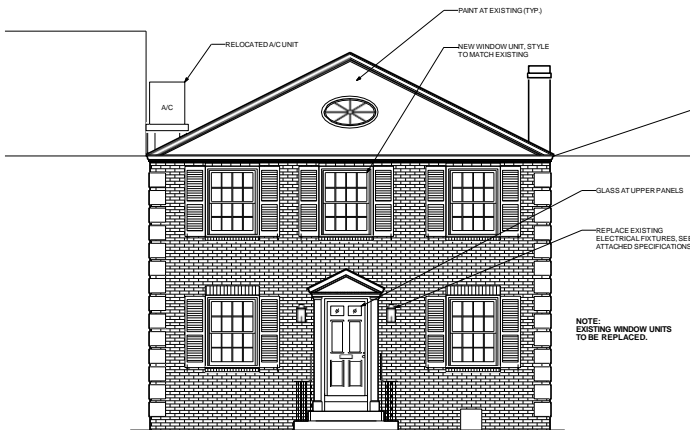 PAINT AT EXISTING (TYP.)
RELOCATED A/C UNIT
NEW WINDOW UNIT, STYLE
TO MATCH EXISTING
A/C
GLASS AT UPPER PANELS
REPLACE EXISTING
ELECTRICAL FIXTURES, SEE
ATTACHED SPECIFICATIONS
NOTE:
EXISTING WINDOW UNITS
TO BE REPLACED.